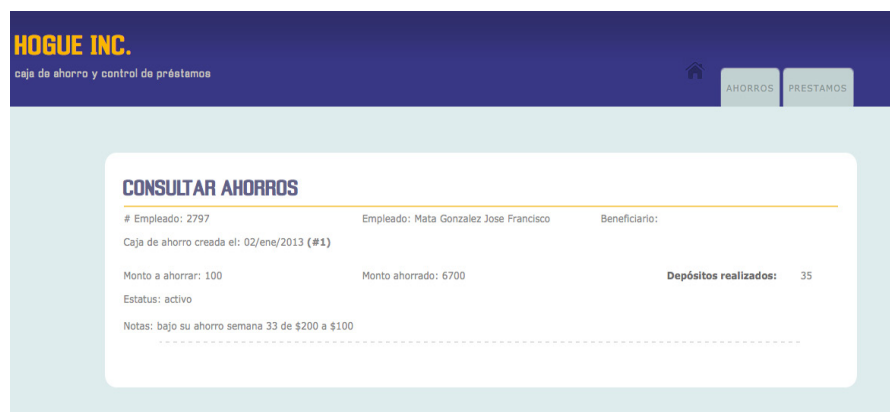 HOGUE INC.
caja de ahorro y control de préstamos
AHORROS PRESTAMOS
CONSULTAR AHORROS
# Empleado: 2797 Empleado: Mata Gonzalez Jose Francisco Beneficiario:
Caja de ahorro creada el: 02/ene/2013 (#1)
Monto a ahorrar: 100 Monto ahorrado: 6700 Depósitos realizados: 35
Estatus: activo
Notas: bajo su ahorro semana 33 de $200 a $100